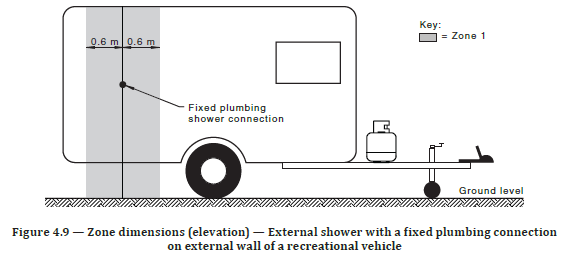 Key:
= Zone 1
0.6 m 0.6 m
Fixed plumbing
shower connection
Ground level
Figure 4.9 — Zone dimensions (elevation) — External shower with a fixed plumbing connection
on external wall of a recreational vehicle